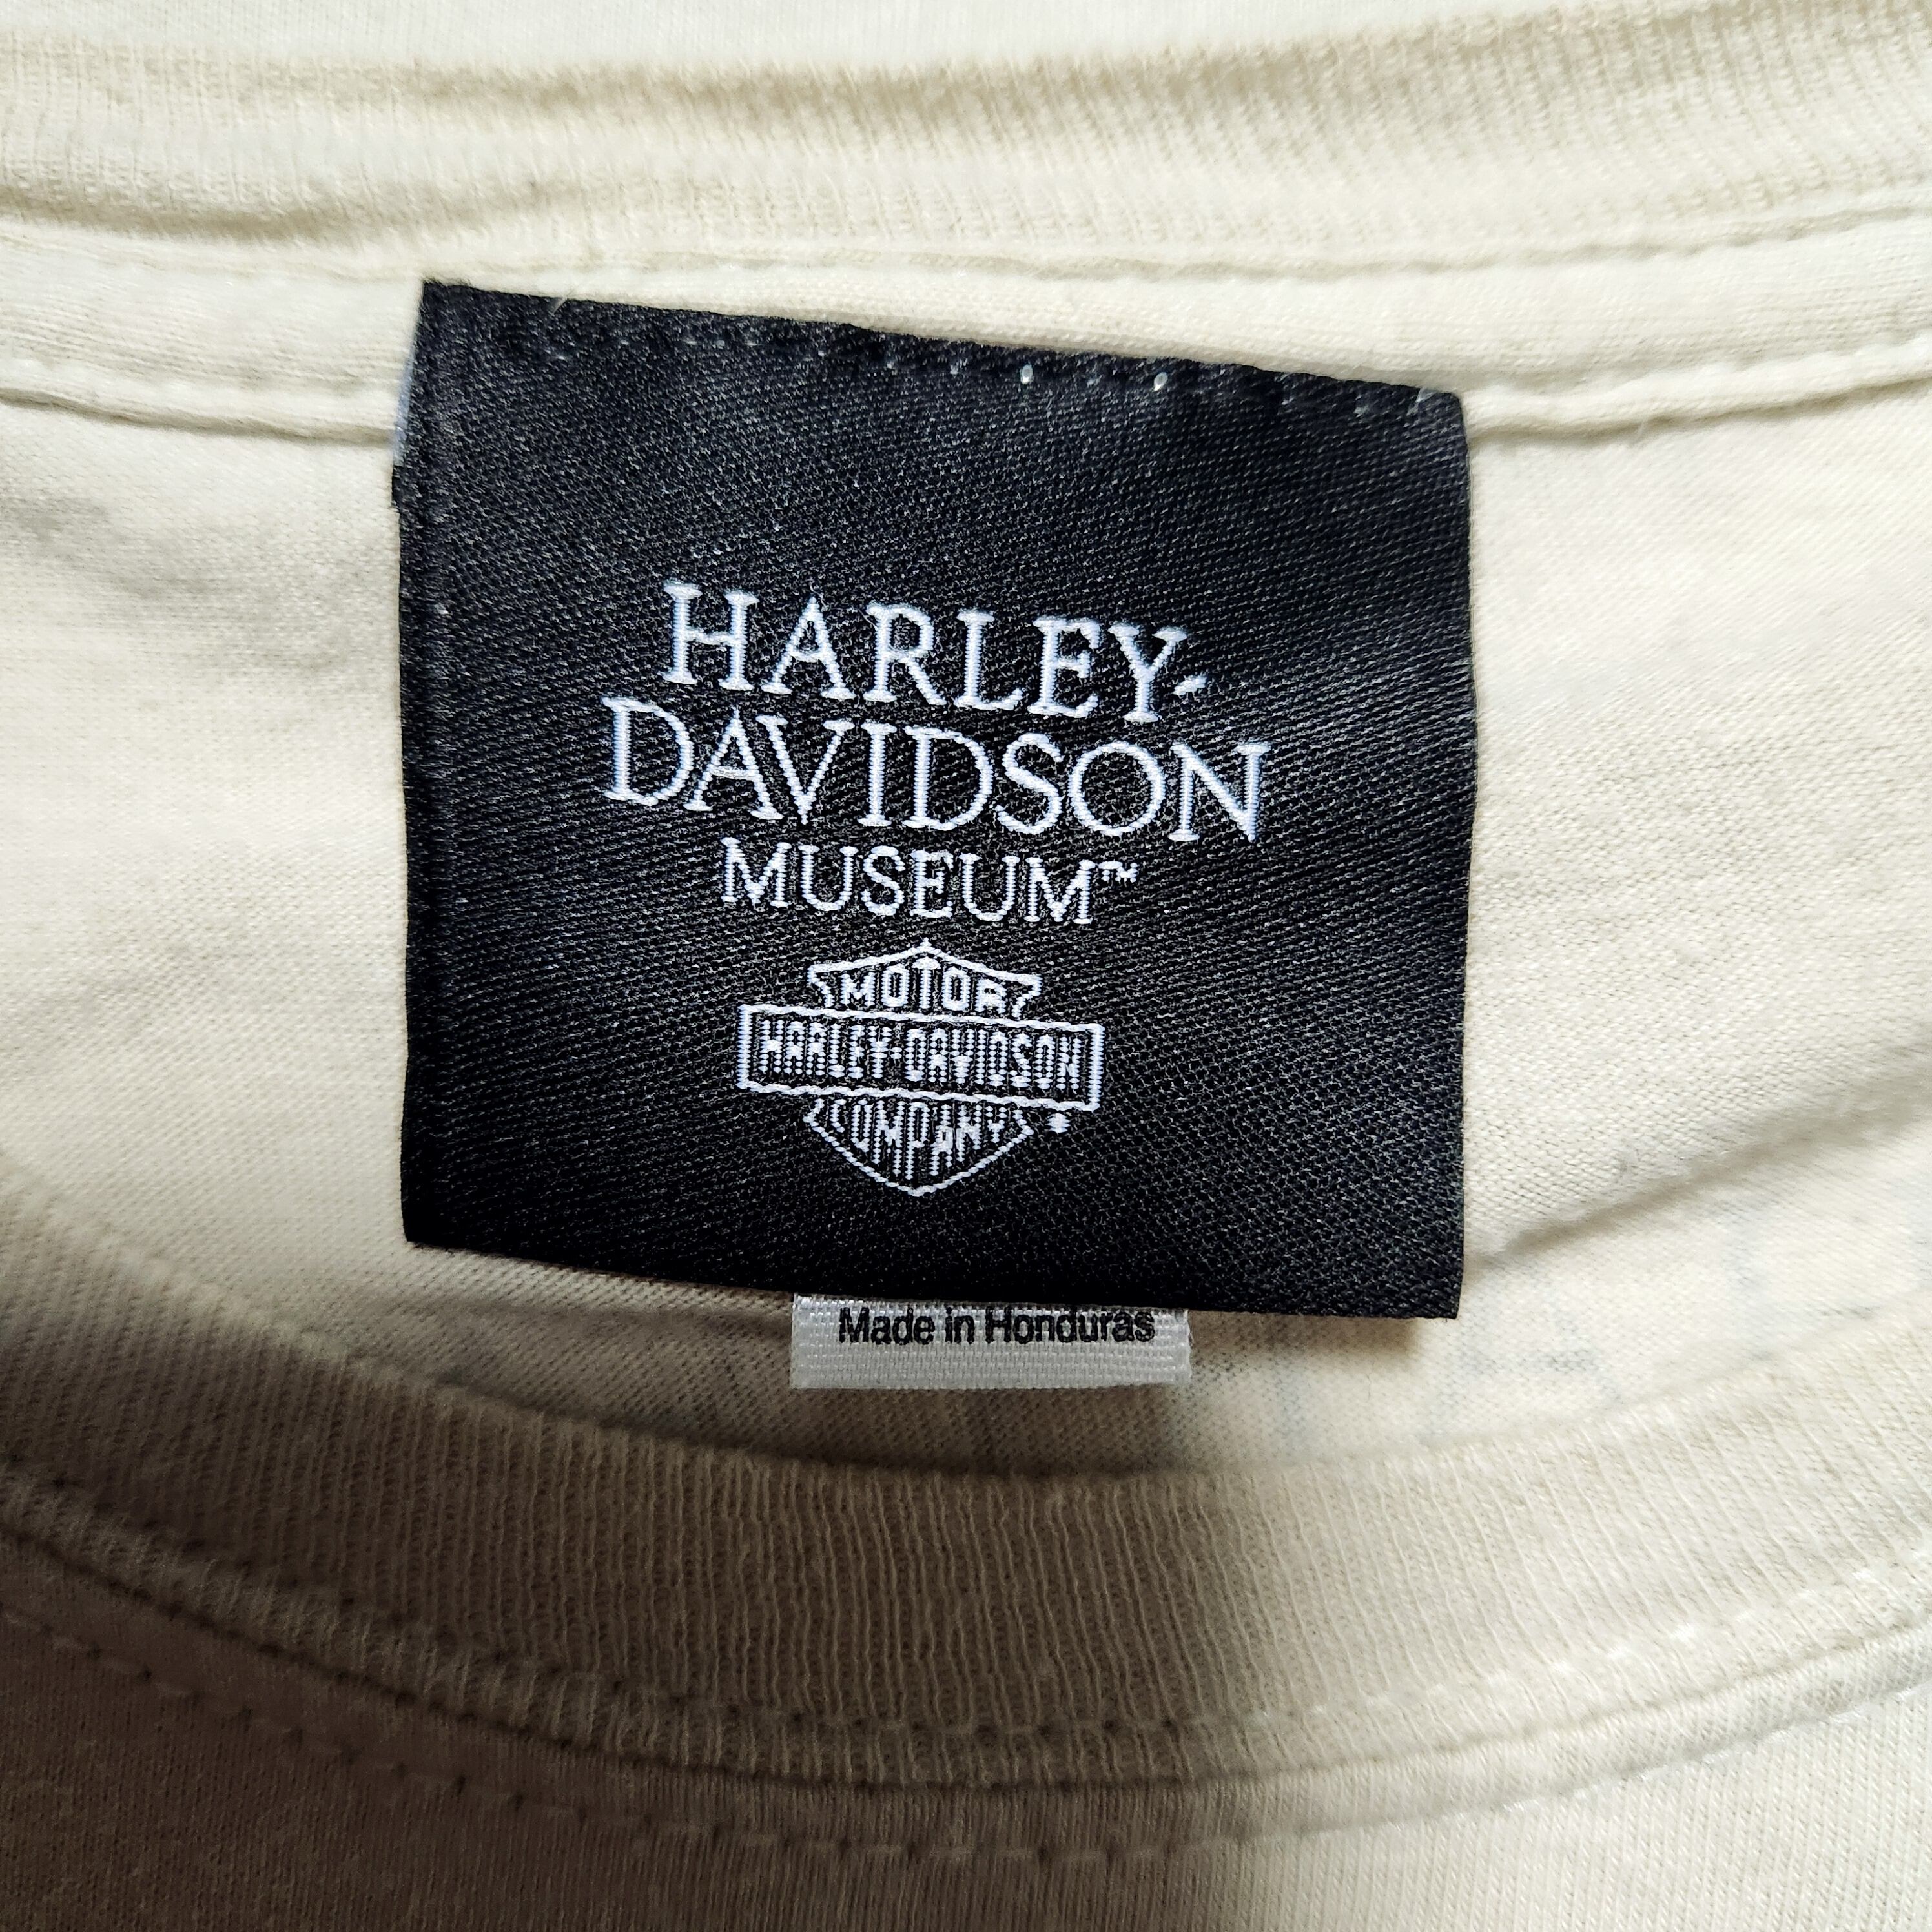 HARLEY-
DAVIDSON
MUSEUM™
MOTOR
HARLEY-DAVIDSON
COMPANY
Made in Honduras